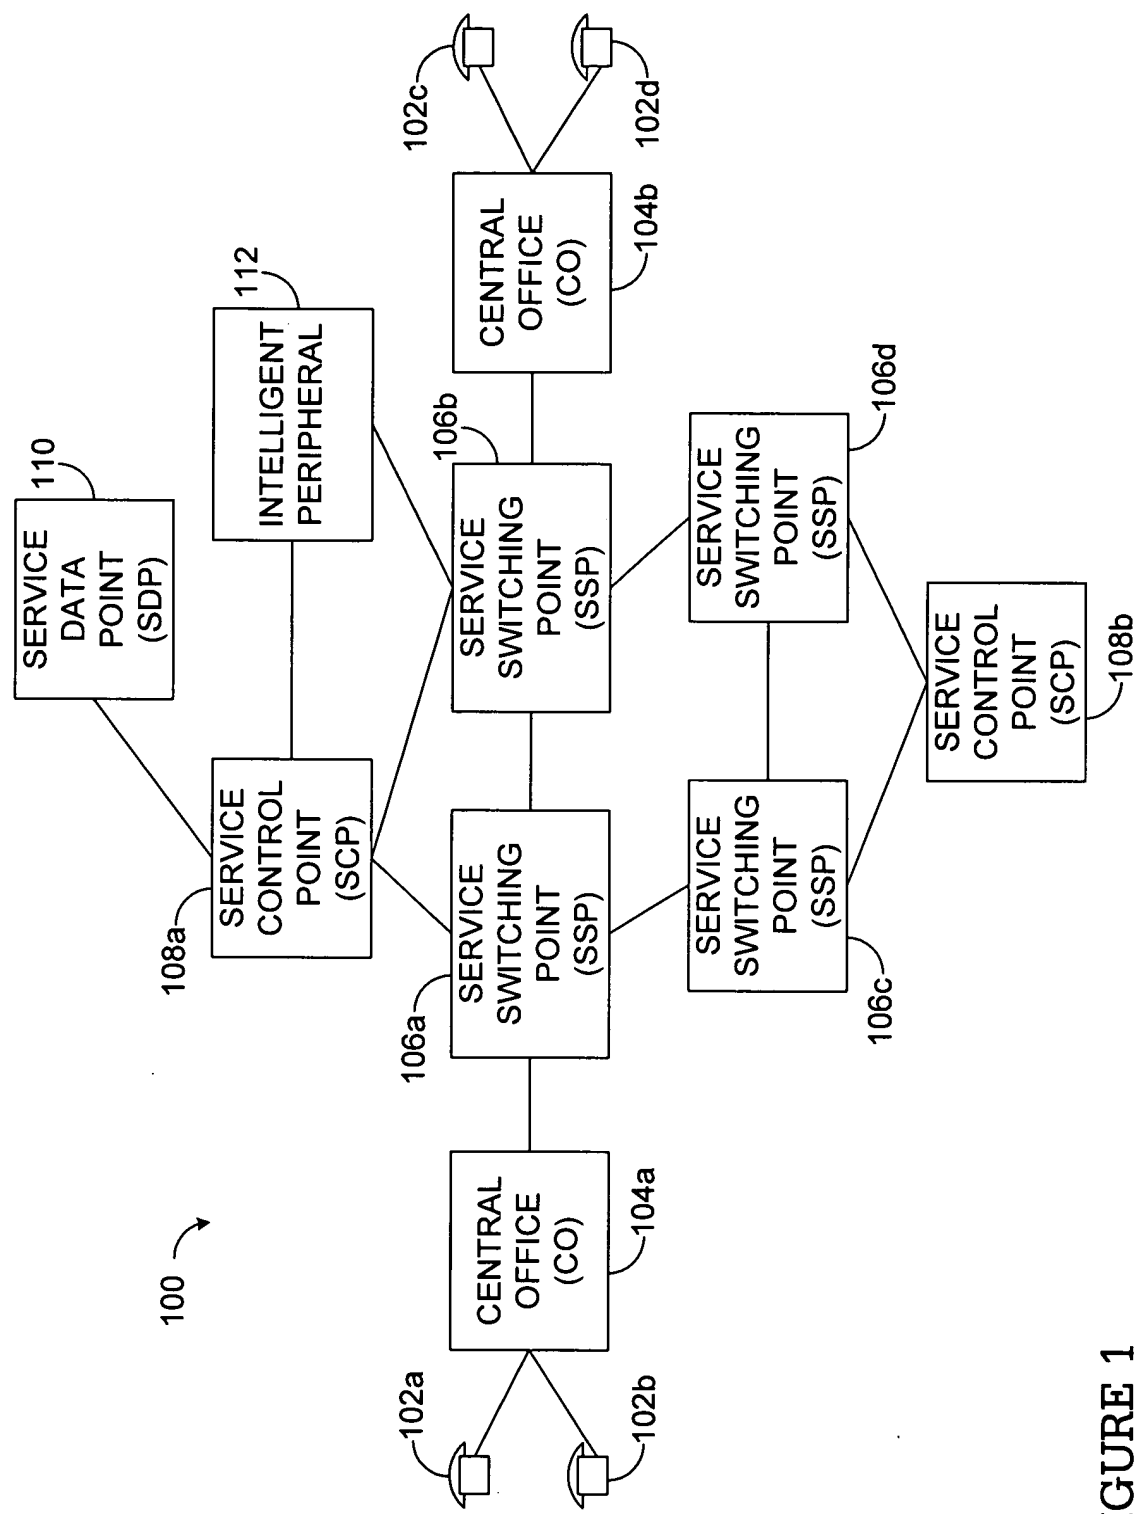 SERVICE
DATA
POINT
(SDP)
110
SERVICE
CONTROL
POINT
(SCP)
108a
INTELLIGENT
PERIPHERAL
112
100
102a
102b
CENTRAL
OFFICE
(CO)
104a
SERVICE
SWITCHING
POINT
(SSP)
106a
SERVICE
SWITCHING
POINT
(SSP)
106b
CENTRAL
OFFICE
(CO)
104b
102c
102d
SERVICE
SWITCHING
POINT
(SSP)
106c
SERVICE
SWITCHING
POINT
(SSP)
106d
SERVICE
CONTROL
POINT
(SCP)
108b
GURE 1